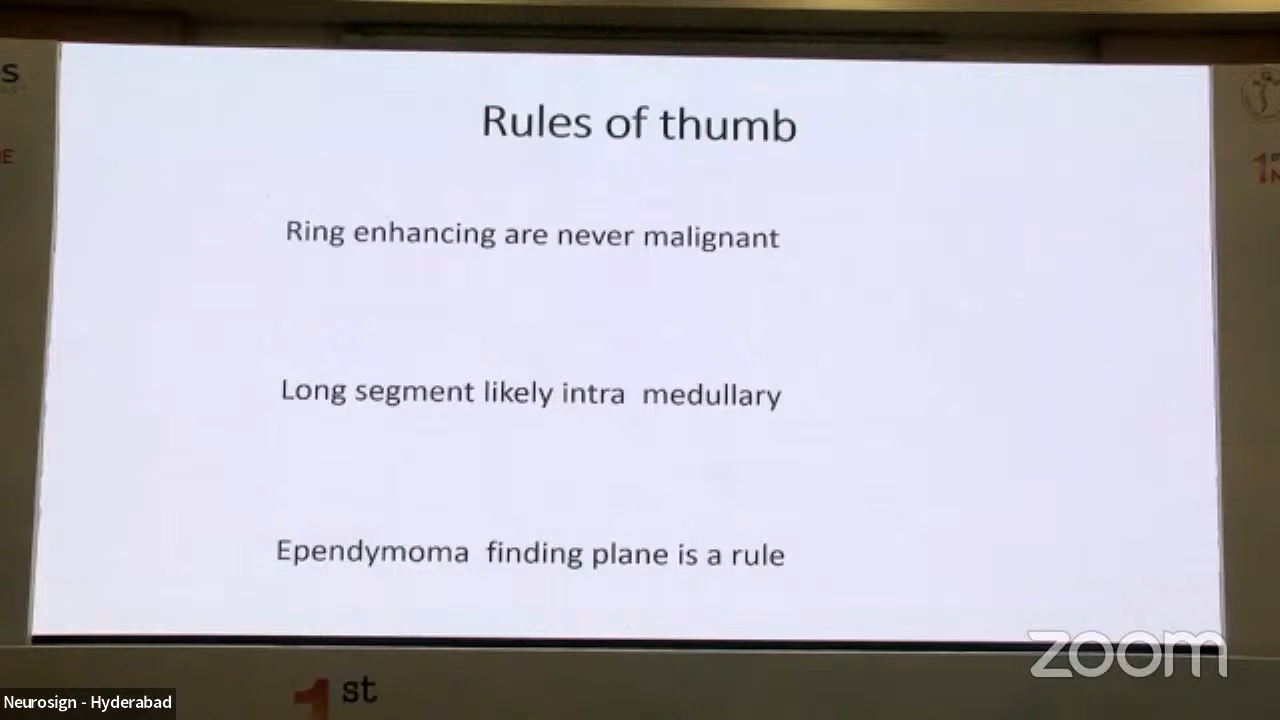 S
E
Rules of thumb
Ring enhancing are never malignant
Long segment likely intra medullary
Ependymoma finding plane is a rule
1st
zoom
Neurosign - Hyderabad